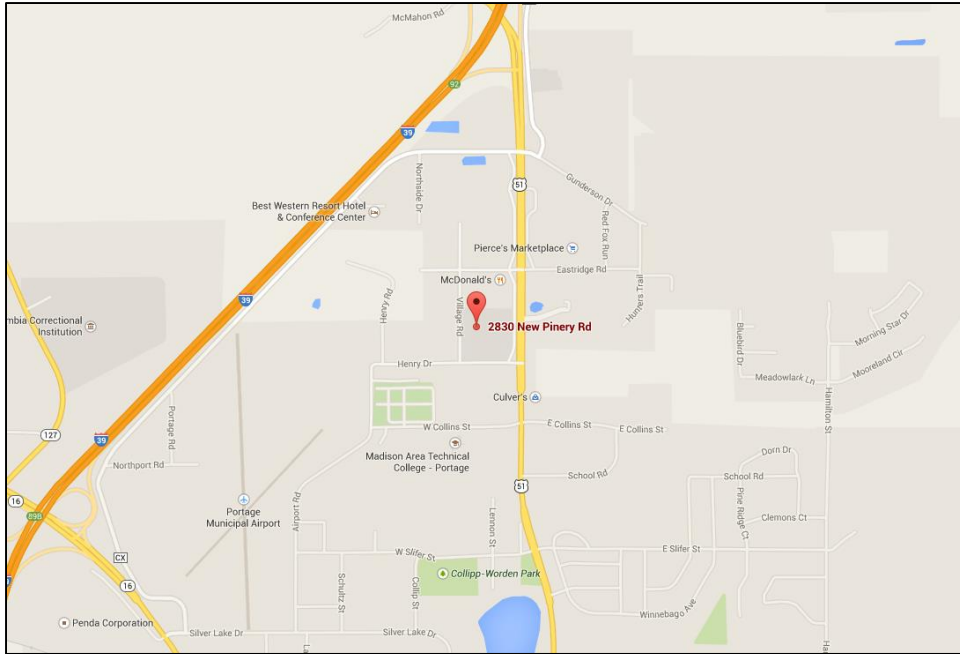 McMahon Rd
92
39
51
Northside Dr
Gunderson Dr
Best Western Resort Hotel
& Conference Center
Red Fox Run
Pierce's Marketplace
Eastridge Rd
McDonald's
Henry Rd
Village Rd
Hunters Trail
39
mbia Correctional
Institution
2830 New Pinery Rd
Bluebird Dr
Morning Star Dr
Henry Dr
Mooreland Cir
Meadowlark Ln
Culver's
Hamilton St
Portage Rd
127
39
W Collins St
E Collins St
E Collins St
Madison Area Technical
College - Portage
Dorn Dr
Northport Rd
School Rd
School Rd
51
16
Portage
Municipal Airport
Airport Rd
Lennon St
Pine Ridge Ct
Clemons Ct
89B
CX
W Slifer St
E Slifer St
16
Schultz St
Collip St
Collipp-Worden Park
Winnebago Ave
Penda Corporation
Silver Lake Dr
Silver Lake Dr